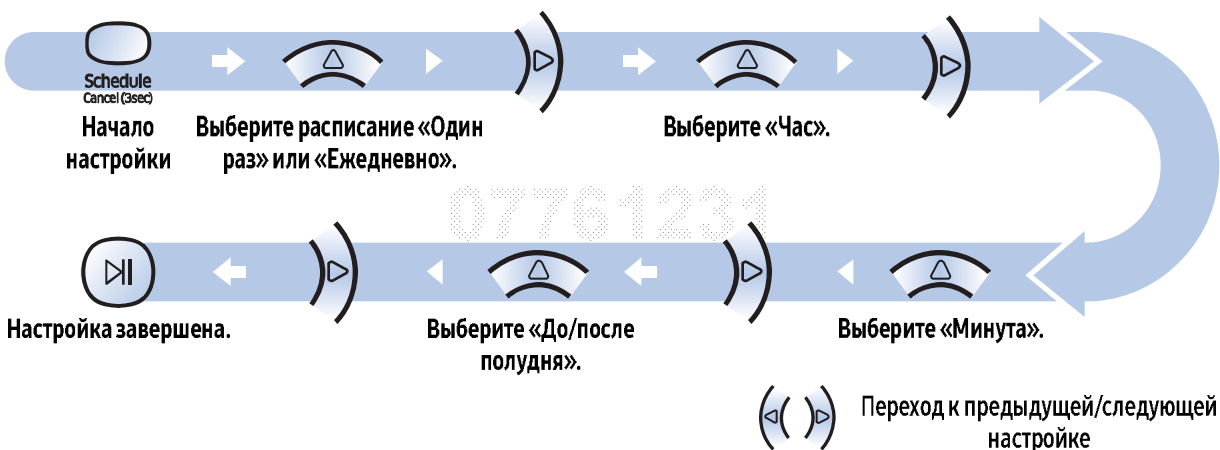 Schedule
Cancel (3sec)
Начало
настройки
Выберите расписание «Один
раз» или «Ежедневно».
Выберите «Час».
07761231
Выберите «Минута».
Выберите «До/после
полудня».
Настройка завершена.
Переход к предыдущей/следующей
настройке